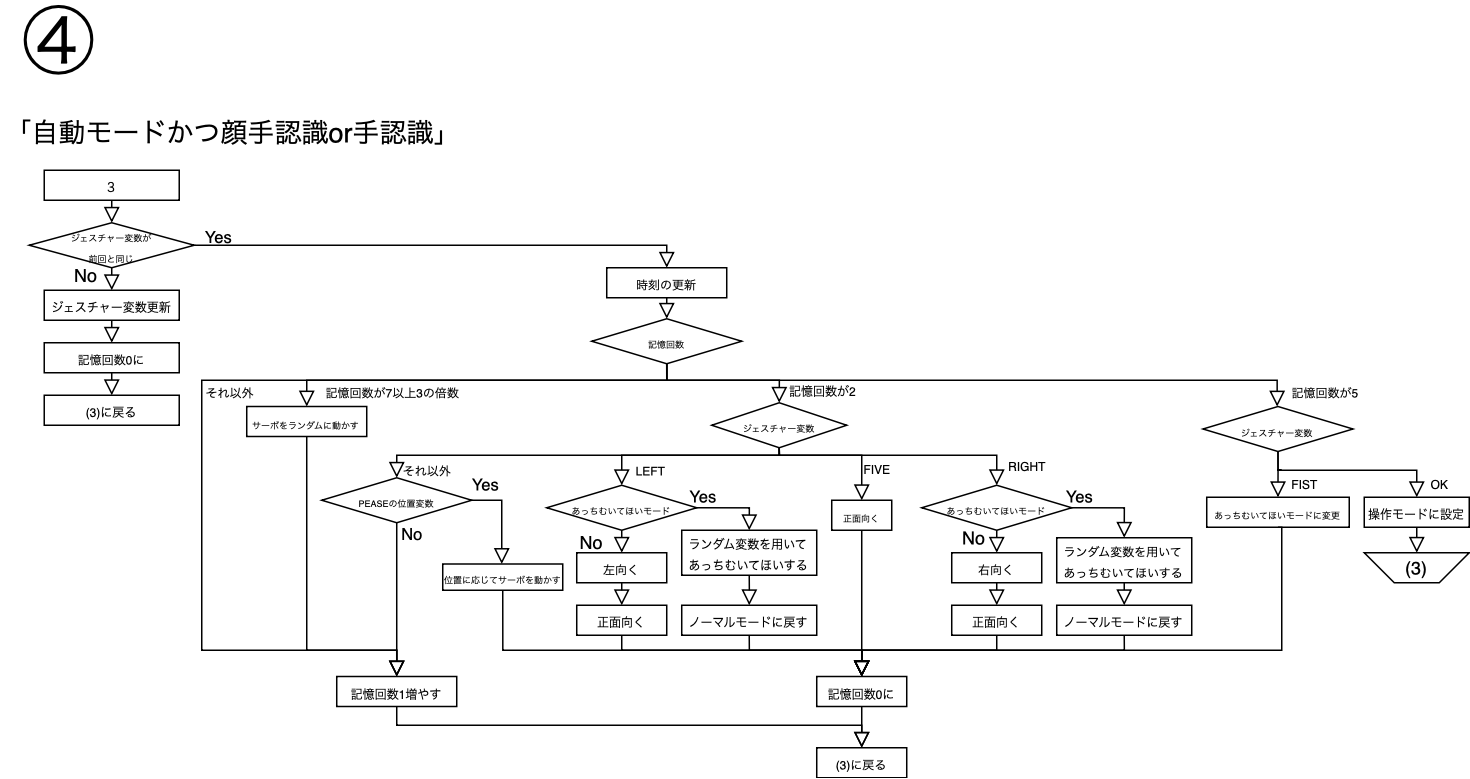 ④
「自動モードかつ顔手認識or手認識」
3
ジェスチャー変数が
前回と同じ
Yes
No
ジェスチャー変数更新
記憶回数0に
(3)に戻る
時刻の更新
記憶回数
それ以外
記憶回数が7以上3の倍数
記憶回数が2
記憶回数が5
サーボをランダムに動かす
ジェスチャー変数
ジェスチャー変数
それ以外
LEFT
FIVE
RIGHT
FIST
OK
PEASEの位置変数
Yes
No
あっちむいてほいモード
Yes
No
正面向く
あっちむいてほいモード
Yes
No
あっちむいてほいモードに変更
操作モードに設定
(3)
位置に応じてサーボを動かす
左向く
ランダム変数を用いて
あっちむいてほいする
右向く
ランダム変数を用いて
あっちむいてほいする
正面向く
ノーマルモードに戻す
正面向く
ノーマルモードに戻す
記憶回数1増やす
記憶回数0に
(3)に戻る